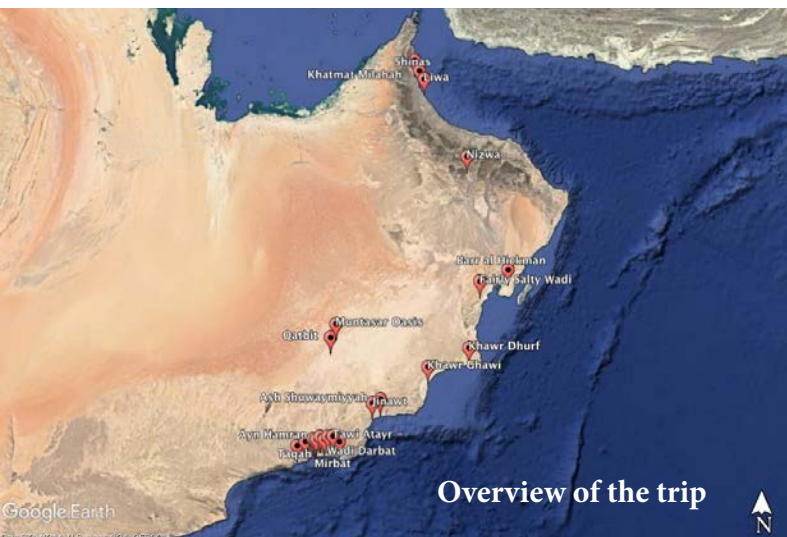 Shinas
Khatmat Milahah
Liwa
Nizwa
Barr al Hickman
Fairly Salty Wadi
Muntasar Oasis
Qatbit
Khawr Dhurf
Khawr Ghawi
Ash Shuwaymiyyah
Jinawt
Ayn Hamran
Tawi Atayr
Taqah
Wadi Darbat
Mirbat
Overview of the trip
Google Earth
N